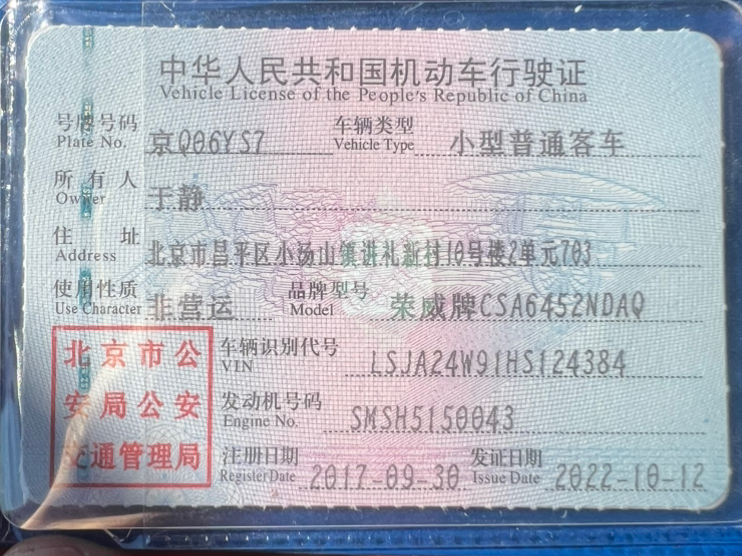 中华人民共和国机动车行驶证
Vehicle License of the People's Republic of China
号牌号码 京Q06YS7 车辆类型 小型普通客车
Plate No. Vehicle Type
所有人 于静
Owner
住址 北京市昌平区小汤山镇讲礼新村10号楼2单元703
Address
使用性质 非营运 品牌型号 荣威牌CSA6452NDAQ
Use Character Model
北京市公安局公安交通管理局
车辆识别代号 LSJA24W91HS124384
VIN
发动机号码 SMSH5150043
Engine No.
注册日期 2017-09-30 发证日期 2022-10-12
Register Date Issue Date